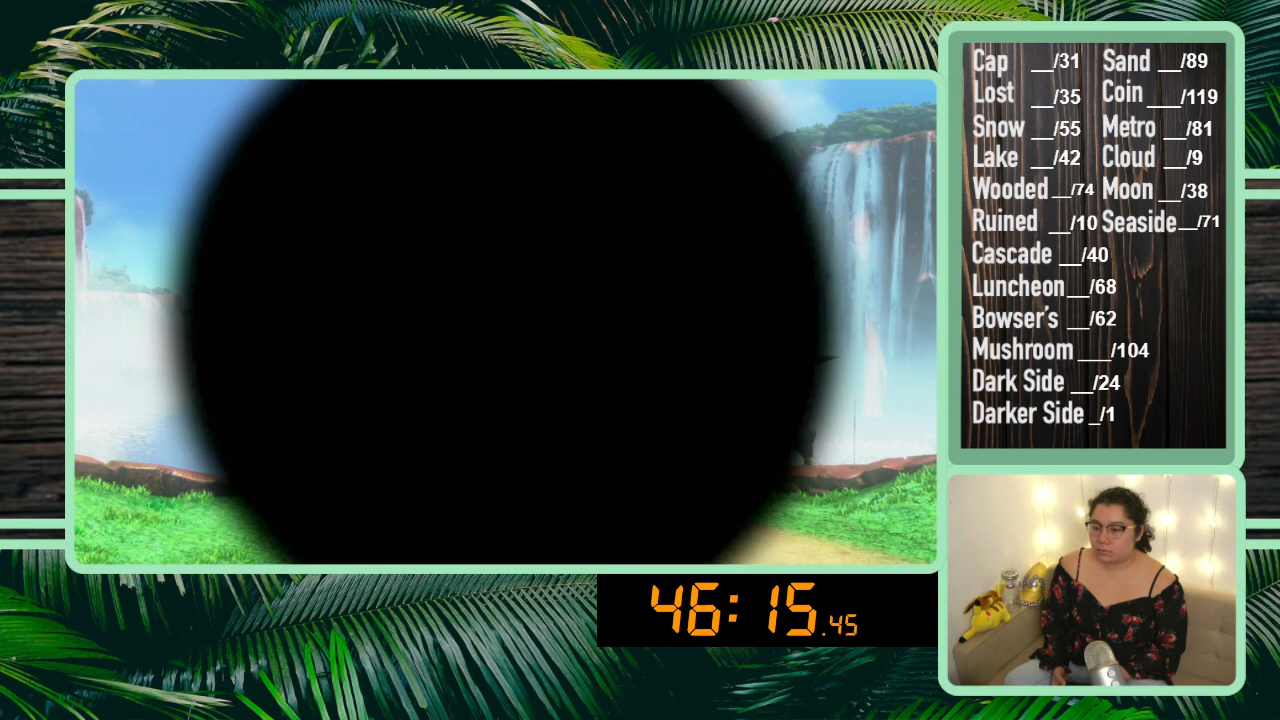 Cap __/31 Sand __/89
Lost __/35 Coin ___/119
Snow __/55 Metro __/81
Lake __/42 Cloud __/9
Wooded __/74 Moon __/38
Ruined __/10 Seaside __/71
Cascade __/40
Luncheon __/68
Bowser's __/62
Mushroom ___/104
Dark Side __/24
Darker Side _/1
46:15.45